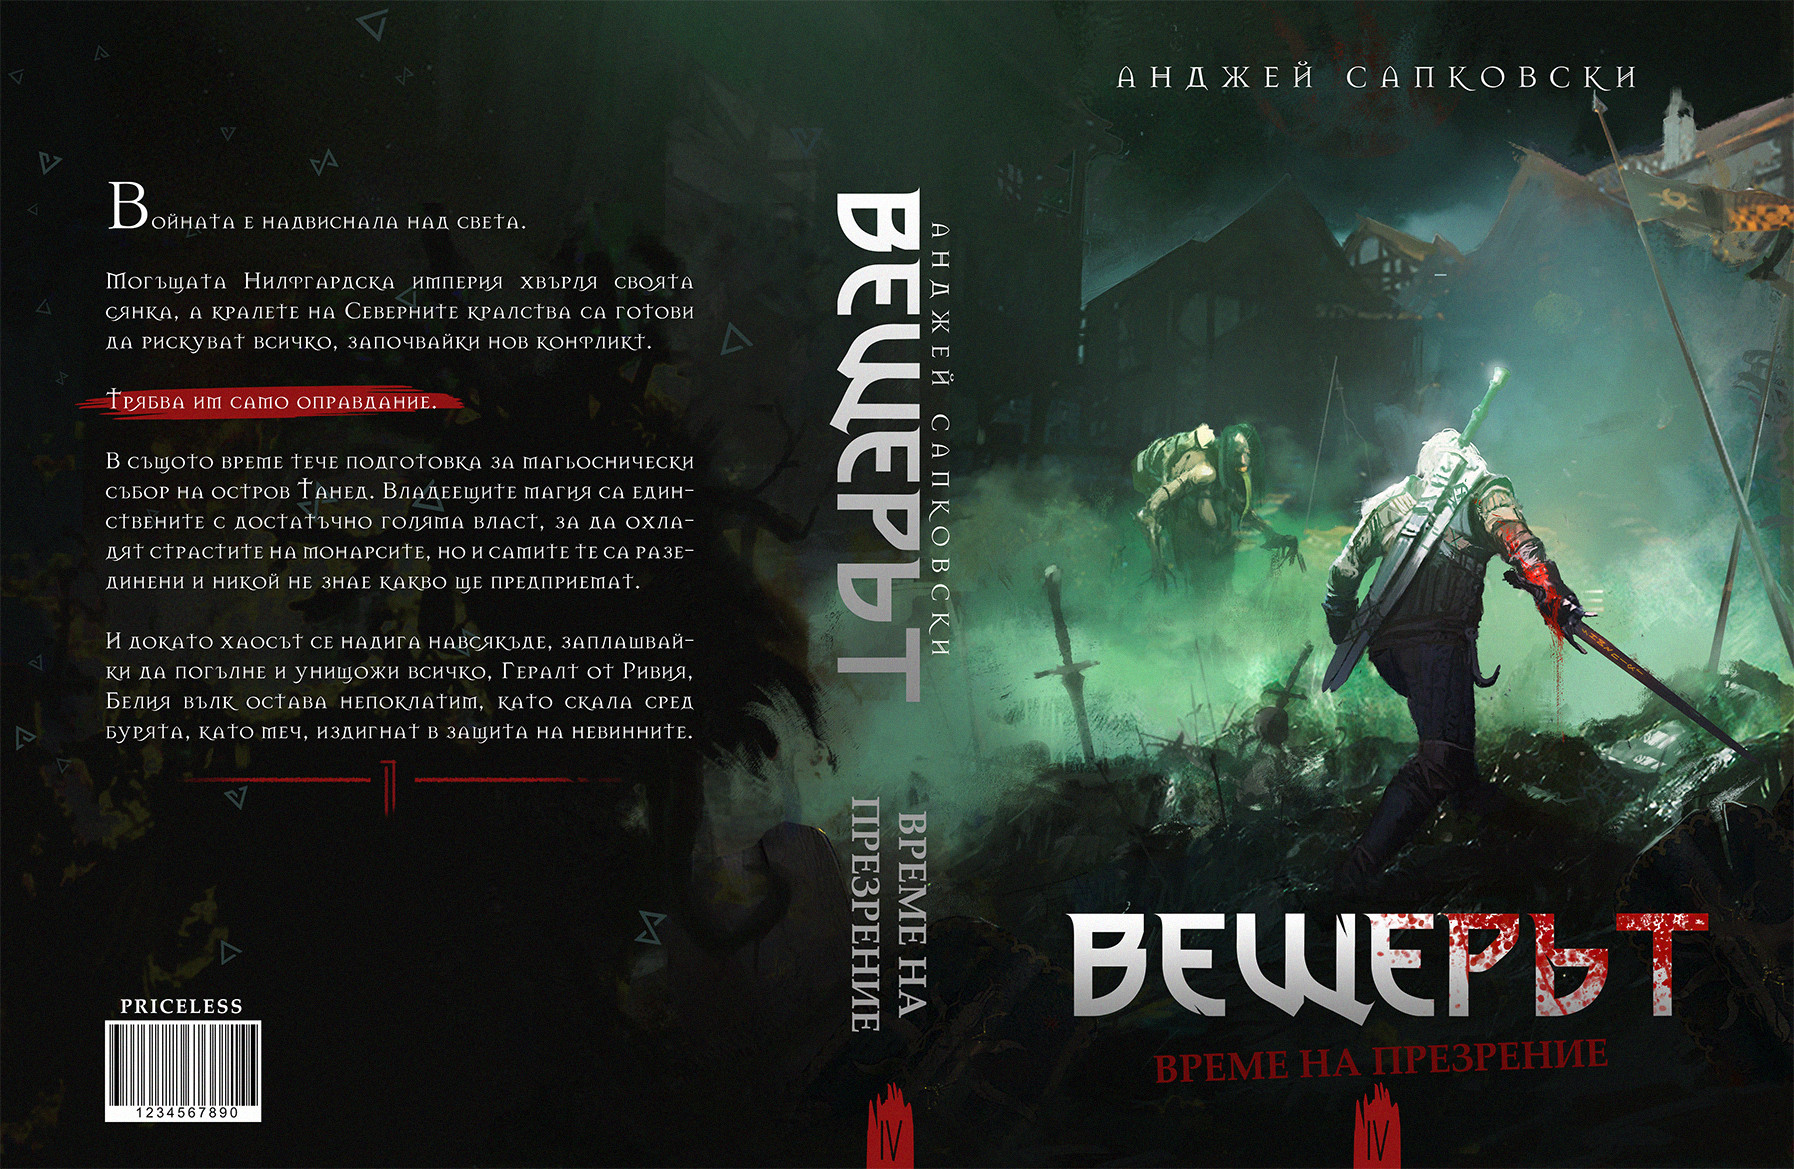 Войната е надвиснала над света.
Могъщата Нилфгардска империя хвърля своята
сянка, а кралете на Северните кралства са готови
да рискуват всичко, започвайки нов конфликт.
Трябва им само оправдание.
В същото време тече подготовка за магьоснически
събор на остров Танед. Владеещите магия са един-
ствените с достатъчно голяма власт, за да охла-
дят страстите на монарсите, но и самите те са разе-
динени и никой не знае какво ще предприемат.
И докато хаосът се надига навсякъде, заплашвай-
ки да погълне и унищожи всичко, Гералт от Ривия,
Белия вълк остава непоклатим, като скала сред
бурята, като меч, издигнат в защита на невинните.
PRICELESS
1234567890
АНДЖЕЙ САПКОВСКИ
ВЕЩЕРЪТ
ВРЕМЕ НА
ПРЕЗРЕНИЕ
IV
АНДЖЕЙ САПКОВСКИ
ВЕЩЕРЪТ
ВРЕМЕ НА ПРЕЗРЕНИЕ
IV